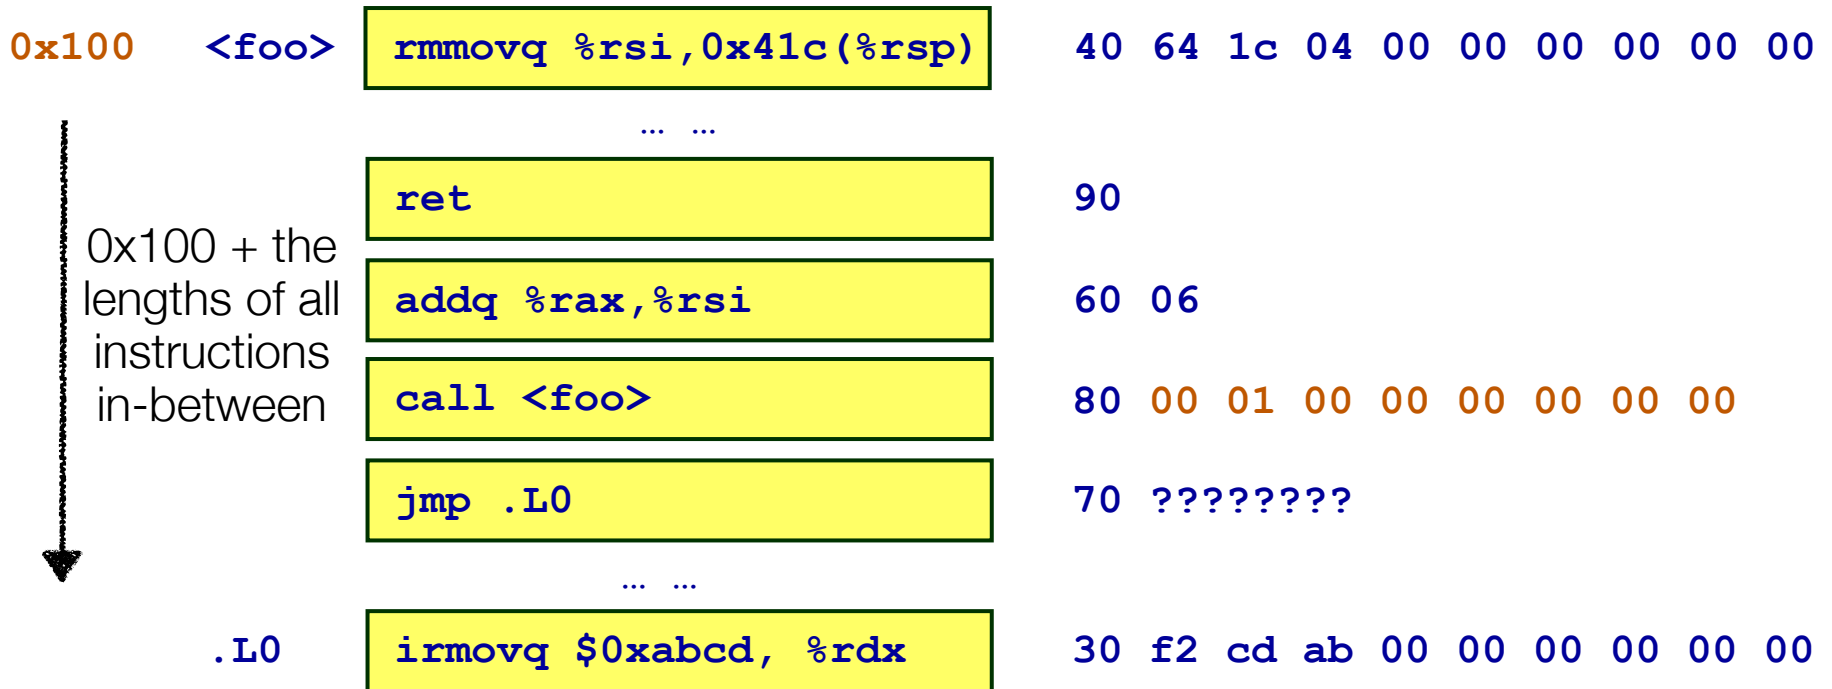 0x100 <foo> rmmovq %rsi,0x41c(%rsp) 40 64 1c 04 00 00 00 00 00 00
… …
ret 90
0x100 + the
lengths of all
instructions
in-between
addq %rax,%rsi 60 06
call <foo> 80 00 01 00 00 00 00 00 00
jmp .L0 70 ????????
… …
.L0 irmovq $0xabcd, %rdx 30 f2 cd ab 00 00 00 00 00 00